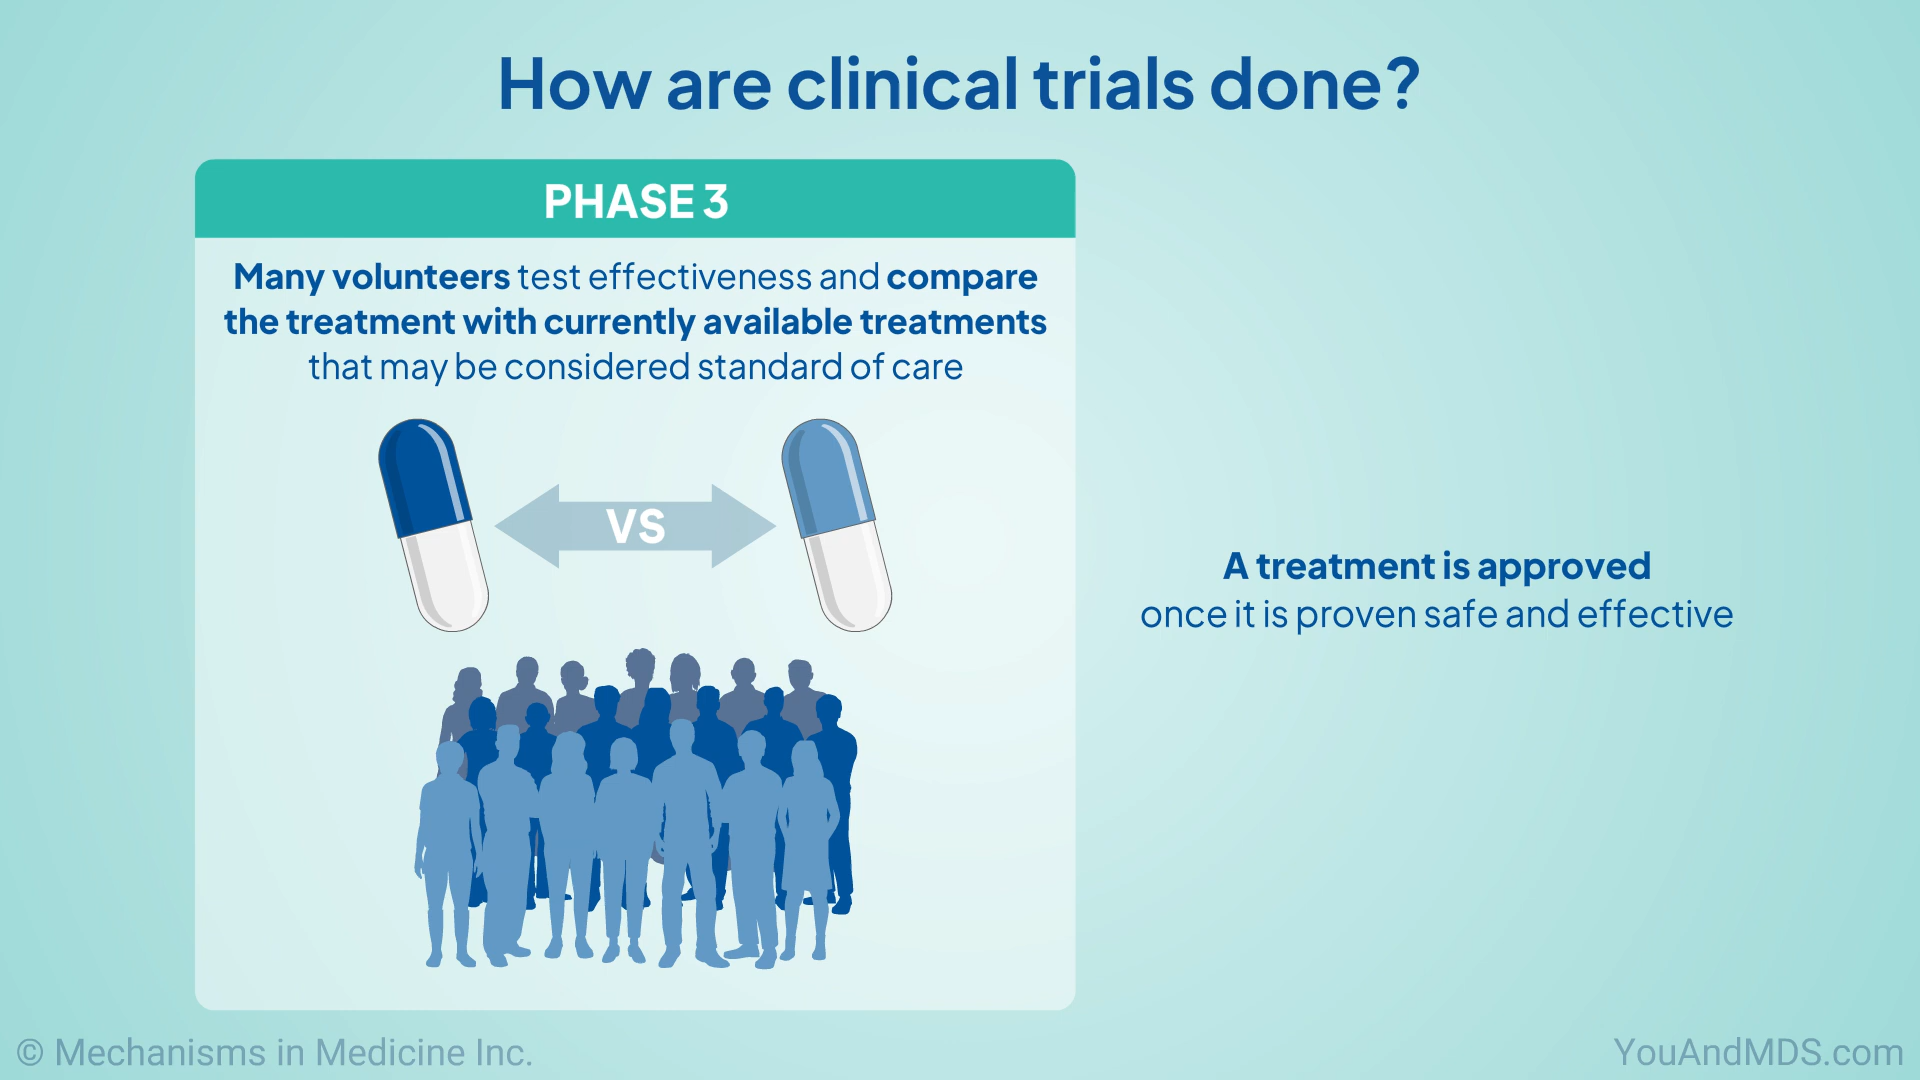 How are clinical trials done?
PHASE 3
Many volunteers test effectiveness and compare
the treatment with currently available treatments
that may be considered standard of care
VS
A treatment is approved
once it is proven safe and effective
© Mechanisms in Medicine Inc.
YouAndMDS.com